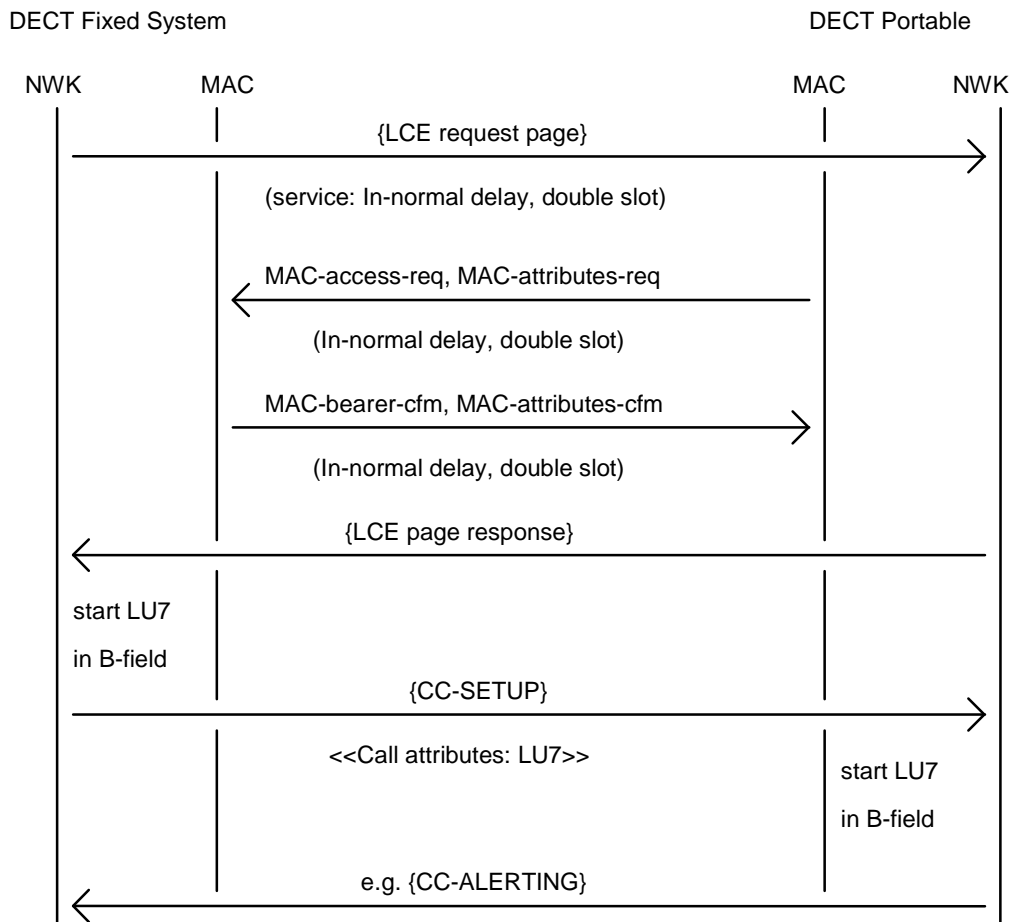 DECT Fixed System
DECT Portable
NWK
MAC
MAC
NWK
{LCE request page}
(service: In-normal delay, double slot)
MAC-access-req, MAC-attributes-req
(In-normal delay, double slot)
MAC-bearer-cfm, MAC-attributes-cfm
(In-normal delay, double slot)
{LCE page response}
start LU7
in B-field
{CC-SETUP}
<<Call attributes: LU7>>
start LU7
in B-field
e.g. {CC-ALERTING}